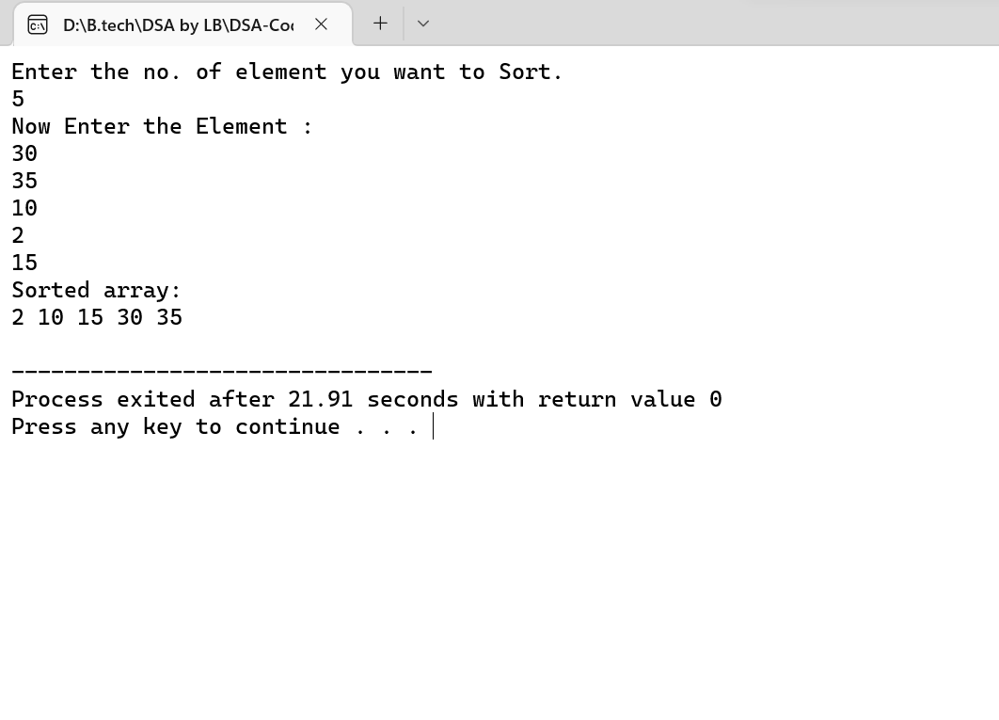 D:\B.tech\DSA by LB\DSA-Co
Enter the no. of element you want to Sort.
5
Now Enter the Element :
30
35
10
2
15
Sorted array:
2 10 15 30 35
--------------------------------
Process exited after 21.91 seconds with return value 0
Press any key to continue . . .